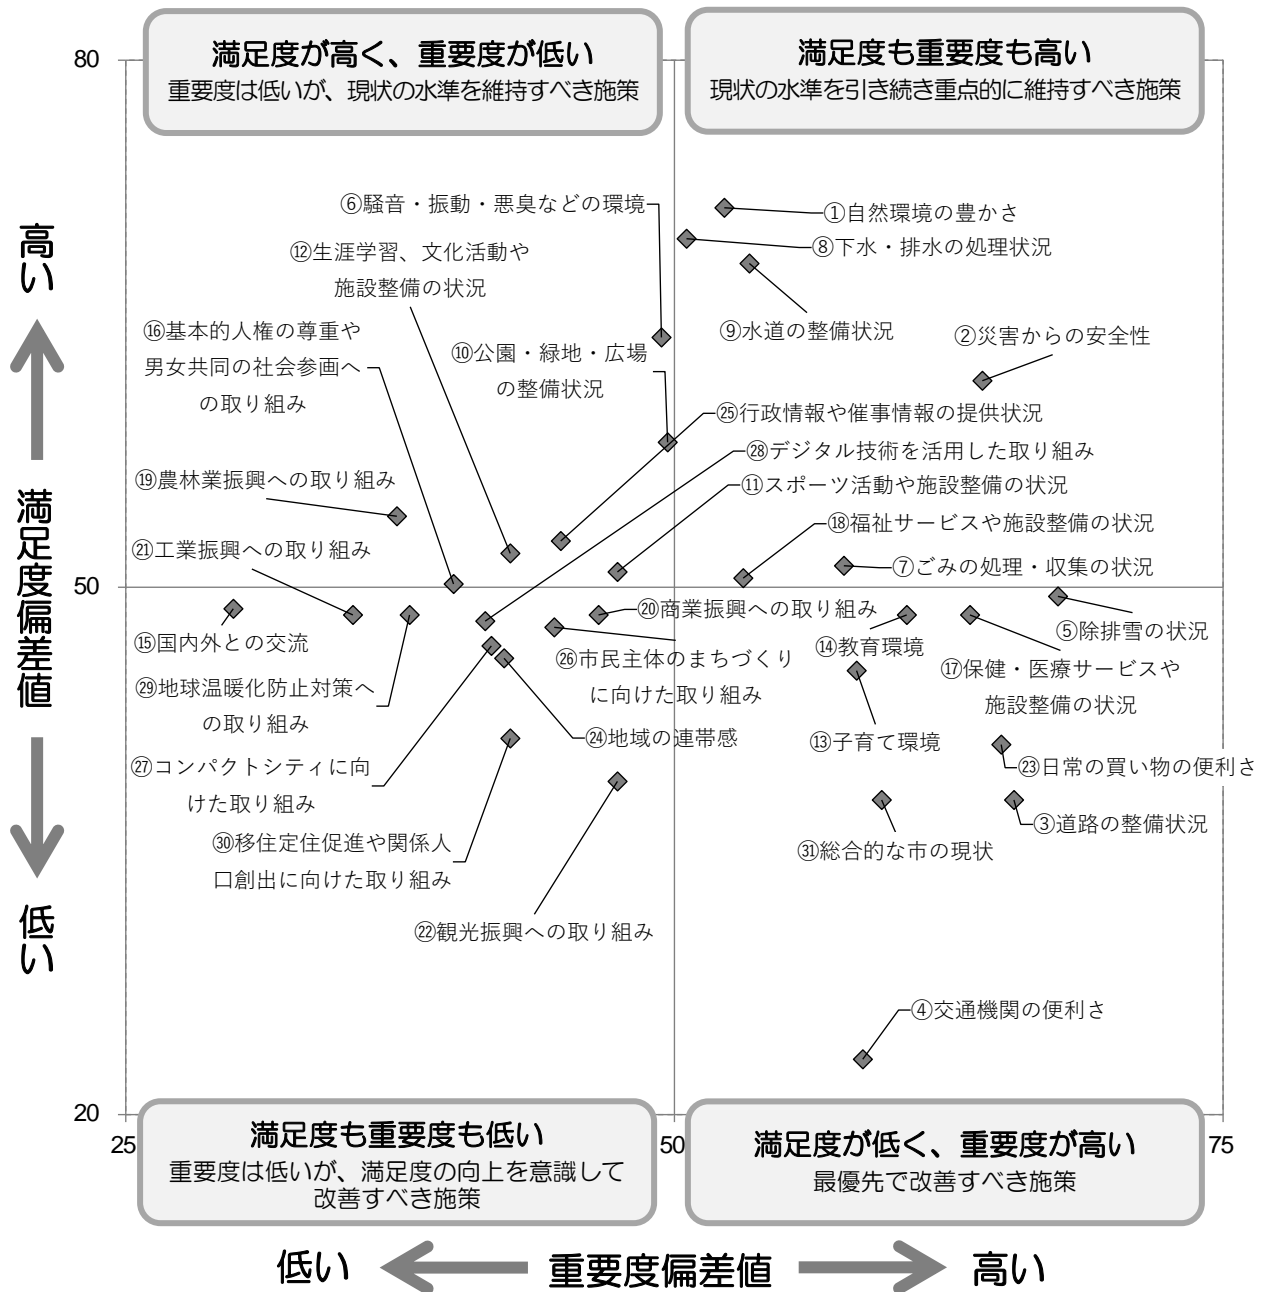 満足度が高く、重要度が低い
重要度は低いが、現状の水準を維持すべき施策
満足度も重要度も高い
現状の水準を引き続き重点的に維持すべき施策
80
⑥騒音・振動・悪臭などの環境
①自然環境の豊かさ
⑧下水・排水の処理状況
⑫生涯学習、文化活動や
施設整備の状況
⑨水道の整備状況
②災害からの安全性
⑯基本的人権の尊重や
男女共同の社会参画へ
の取り組み
⑩公園・緑地・広場
の整備状況
㉕行政情報や催事情報の提供状況
㉘デジタル技術を活用した取り組み
⑪スポーツ活動や施設整備の状況
⑲農林業振興への取り組み
⑱福祉サービスや施設整備の状況
㉑工業振興への取り組み
⑦ごみの処理・収集の状況
50
⑳商業振興への取り組み
⑤除排雪の状況
⑮国内外との交流
⑭教育環境
㉖市民主体のまちづくり
に向けた取り組み
⑰保健・医療サービスや
施設整備の状況
㉙地球温暖化防止対策へ
の取り組み
㉔地域の連帯感
⑬子育て環境
㉗コンパクトシティに向
けた取り組み
㉓日常の買い物の便利さ
③道路の整備状況
㉚移住定住促進や関係人
口創出に向けた取り組み
㉛総合的な市の現状
㉒観光振興への取り組み
④交通機関の便利さ
20
25
50
75
満足度も重要度も低い
重要度は低いが、満足度の向上を意識して
改善すべき施策
満足度が低く、重要度が高い
最優先で改善すべき施策
高い
満足度偏差値
低い
低い
重要度偏差値
高い